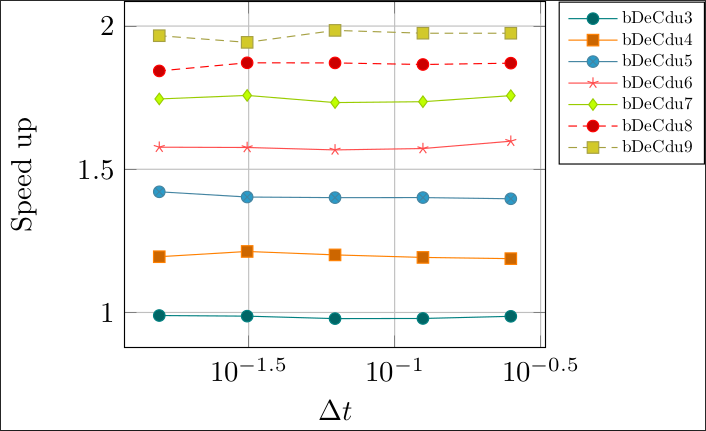 2
1.5
1
Speed up
10^{-1.5}
10^{-1}
10^{-0.5}
Δt
bDeCdu3
bDeCdu4
bDeCdu5
bDeCdu6
bDeCdu7
bDeCdu8
bDeCdu9